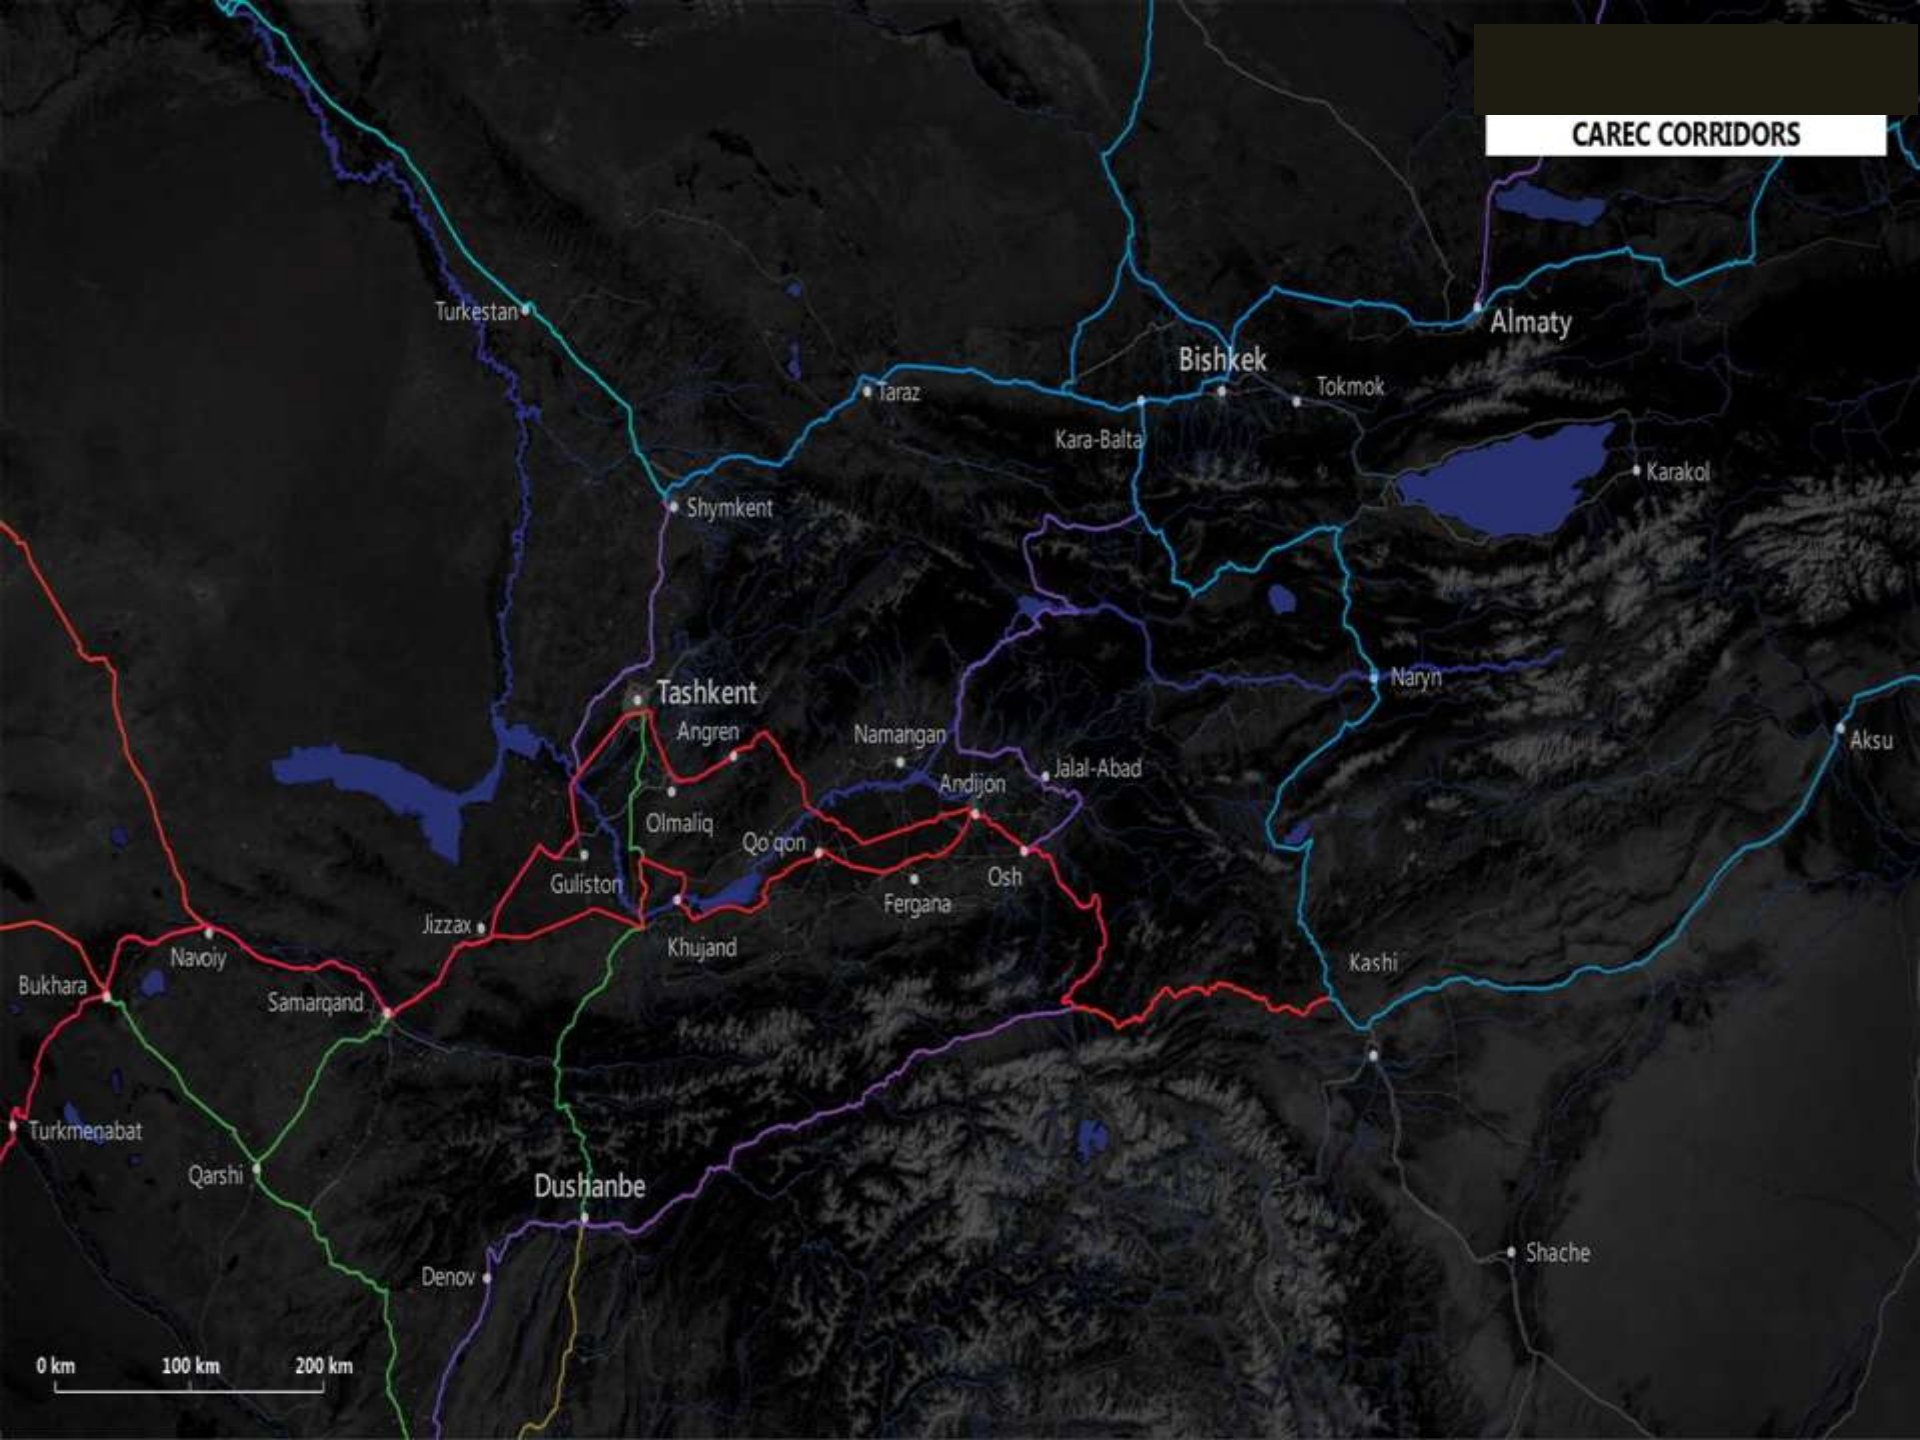 CAREC CORRIDORS
Turkestan
Almaty
Bishkek
Taraz
Tokmok
Kara-Balta
Karakol
Shymkent
Naryn
Tashkent
Angren
Namangan
Aksu
Jalal-Abad
Andijon
Olmaliq
Qo`qon
Guliston
Osh
Fergana
Jizzax
Khujand
Navoiy
Kashi
Bukhara
Samarqand
Turkmenabat
Qarshi
Dushanbe
Shache
Denov
0 km 100 km 200 km